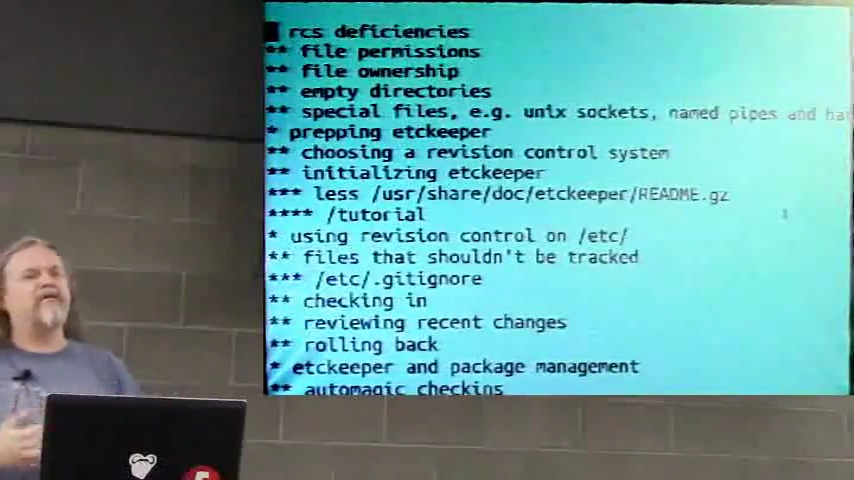 rcs deficiencies
** file permissions
** file ownership
** empty directories
** special files, e.g. unix sockets, named pipes and
* prepping etckeeper
** choosing a revision control system
** initializing etckeeper
*** less /usr/share/doc/etckeeper/README.gz
**** /tutorial
* using revision control on /etc/
** files that shouldn't be tracked
*** /etc/.gitignore
** checking in
** reviewing recent changes
** rolling back
* etckeeper and package management
** automagic checkins